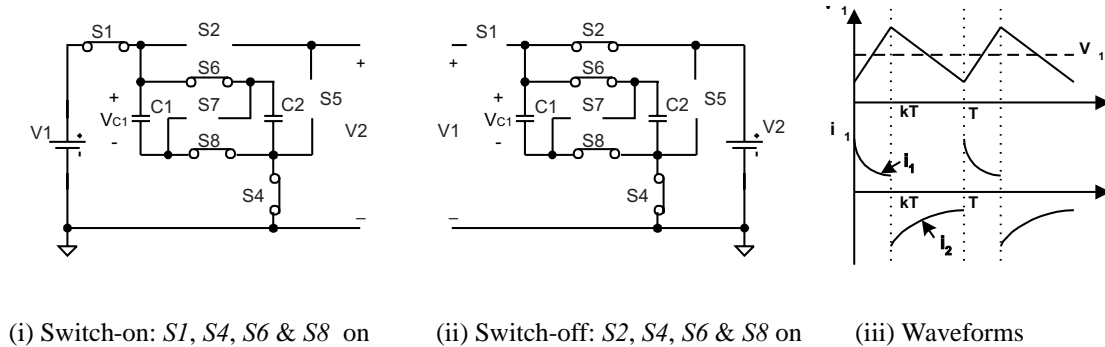 S1 S2
S6
+ C1 S7 C2 S5 +
V1 VC1 V2
- S8
S4
–
S1 S2
+ S6
+ C1 S7 C2 S5
V1 VC1 V2
- S8
S4
–
V 1
kT T
i 1
i1
kT T
i2
(i) Switch-on: S1, S4, S6 & S8 on
(ii) Switch-off: S2, S4, S6 & S8 on
(iii) Waveforms